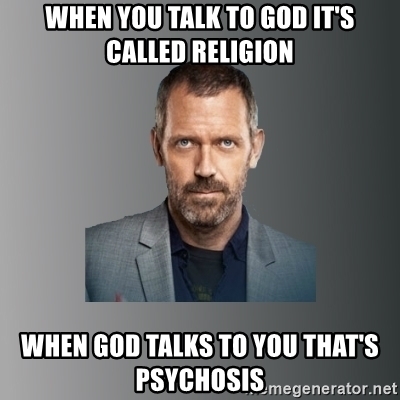 WHEN YOU TALK TO GOD IT'S
CALLED RELIGION
WHEN GOD TALKS TO YOU THAT'S
PSYCHOSIS
memegenerator.net